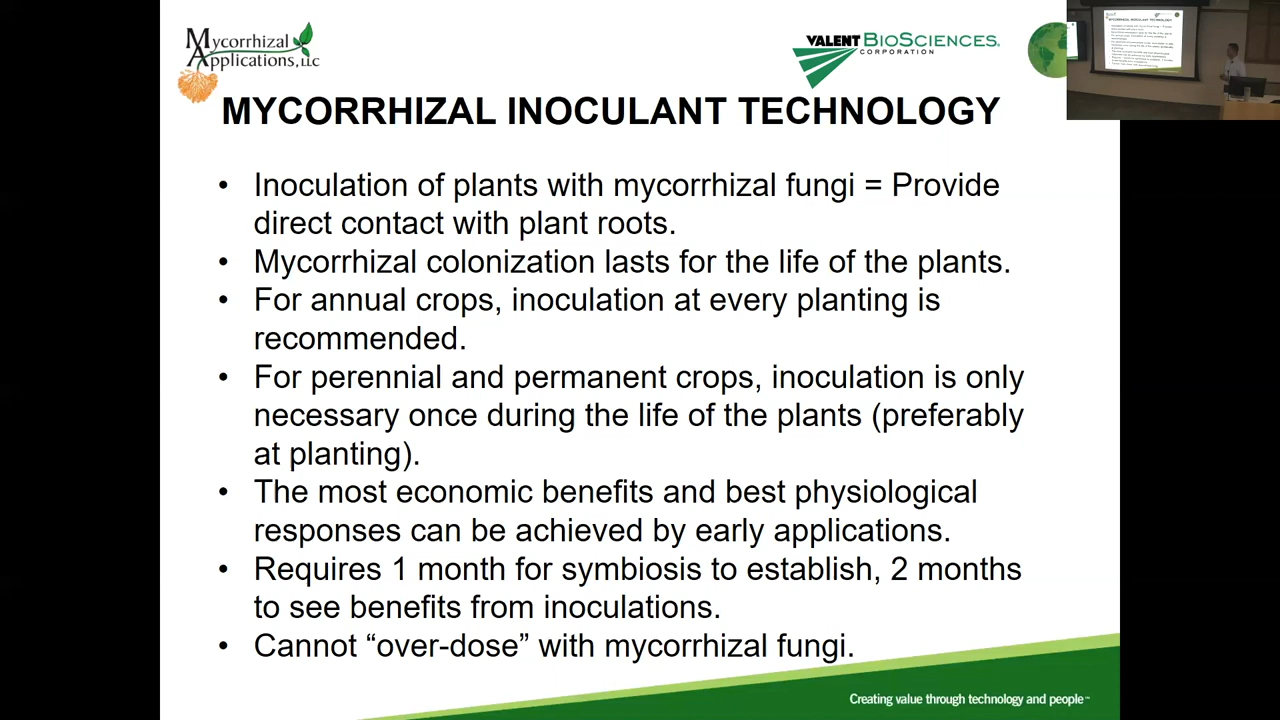 Mycorrhizal
Applications, LLC
VALENT BIOSCIENCES.
CORPORATION
MYCORRHIZAL INOCULANT TECHNOLOGY
• Inoculation of plants with mycorrhizal fungi = Provide
direct contact with plant roots.
• Mycorrhizal colonization lasts for the life of the plants.
• For annual crops, inoculation at every planting is
recommended.
• For perennial and permanent crops, inoculation is only
necessary once during the life of the plants (preferably
at planting).
• The most economic benefits and best physiological
responses can be achieved by early applications.
• Requires 1 month for symbiosis to establish, 2 months
to see benefits from inoculations.
• Cannot “over-dose” with mycorrhizal fungi.
Creating value through technology and people™
MYCORRHIZAL INOCULANT TECHNOLOGY